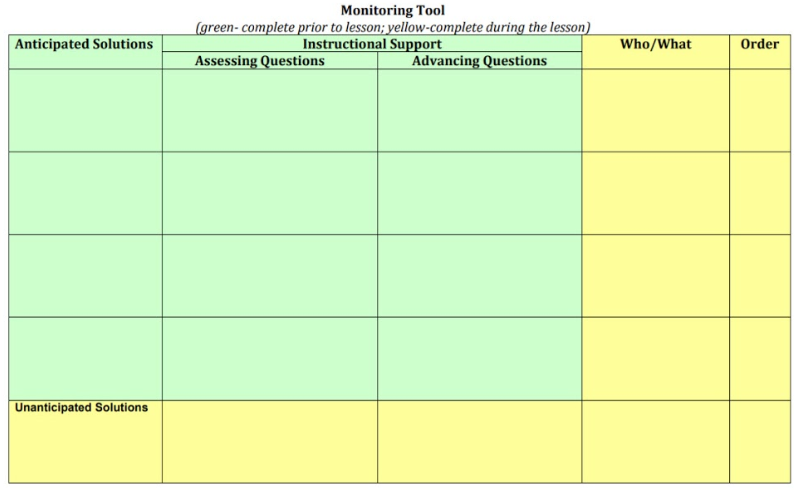 Monitoring Tool
(green- complete prior to lesson; yellow-complete during the lesson)
Anticipated Solutions Instructional Support Who/What Order
Assessing Questions Advancing Questions
Unanticipated Solutions